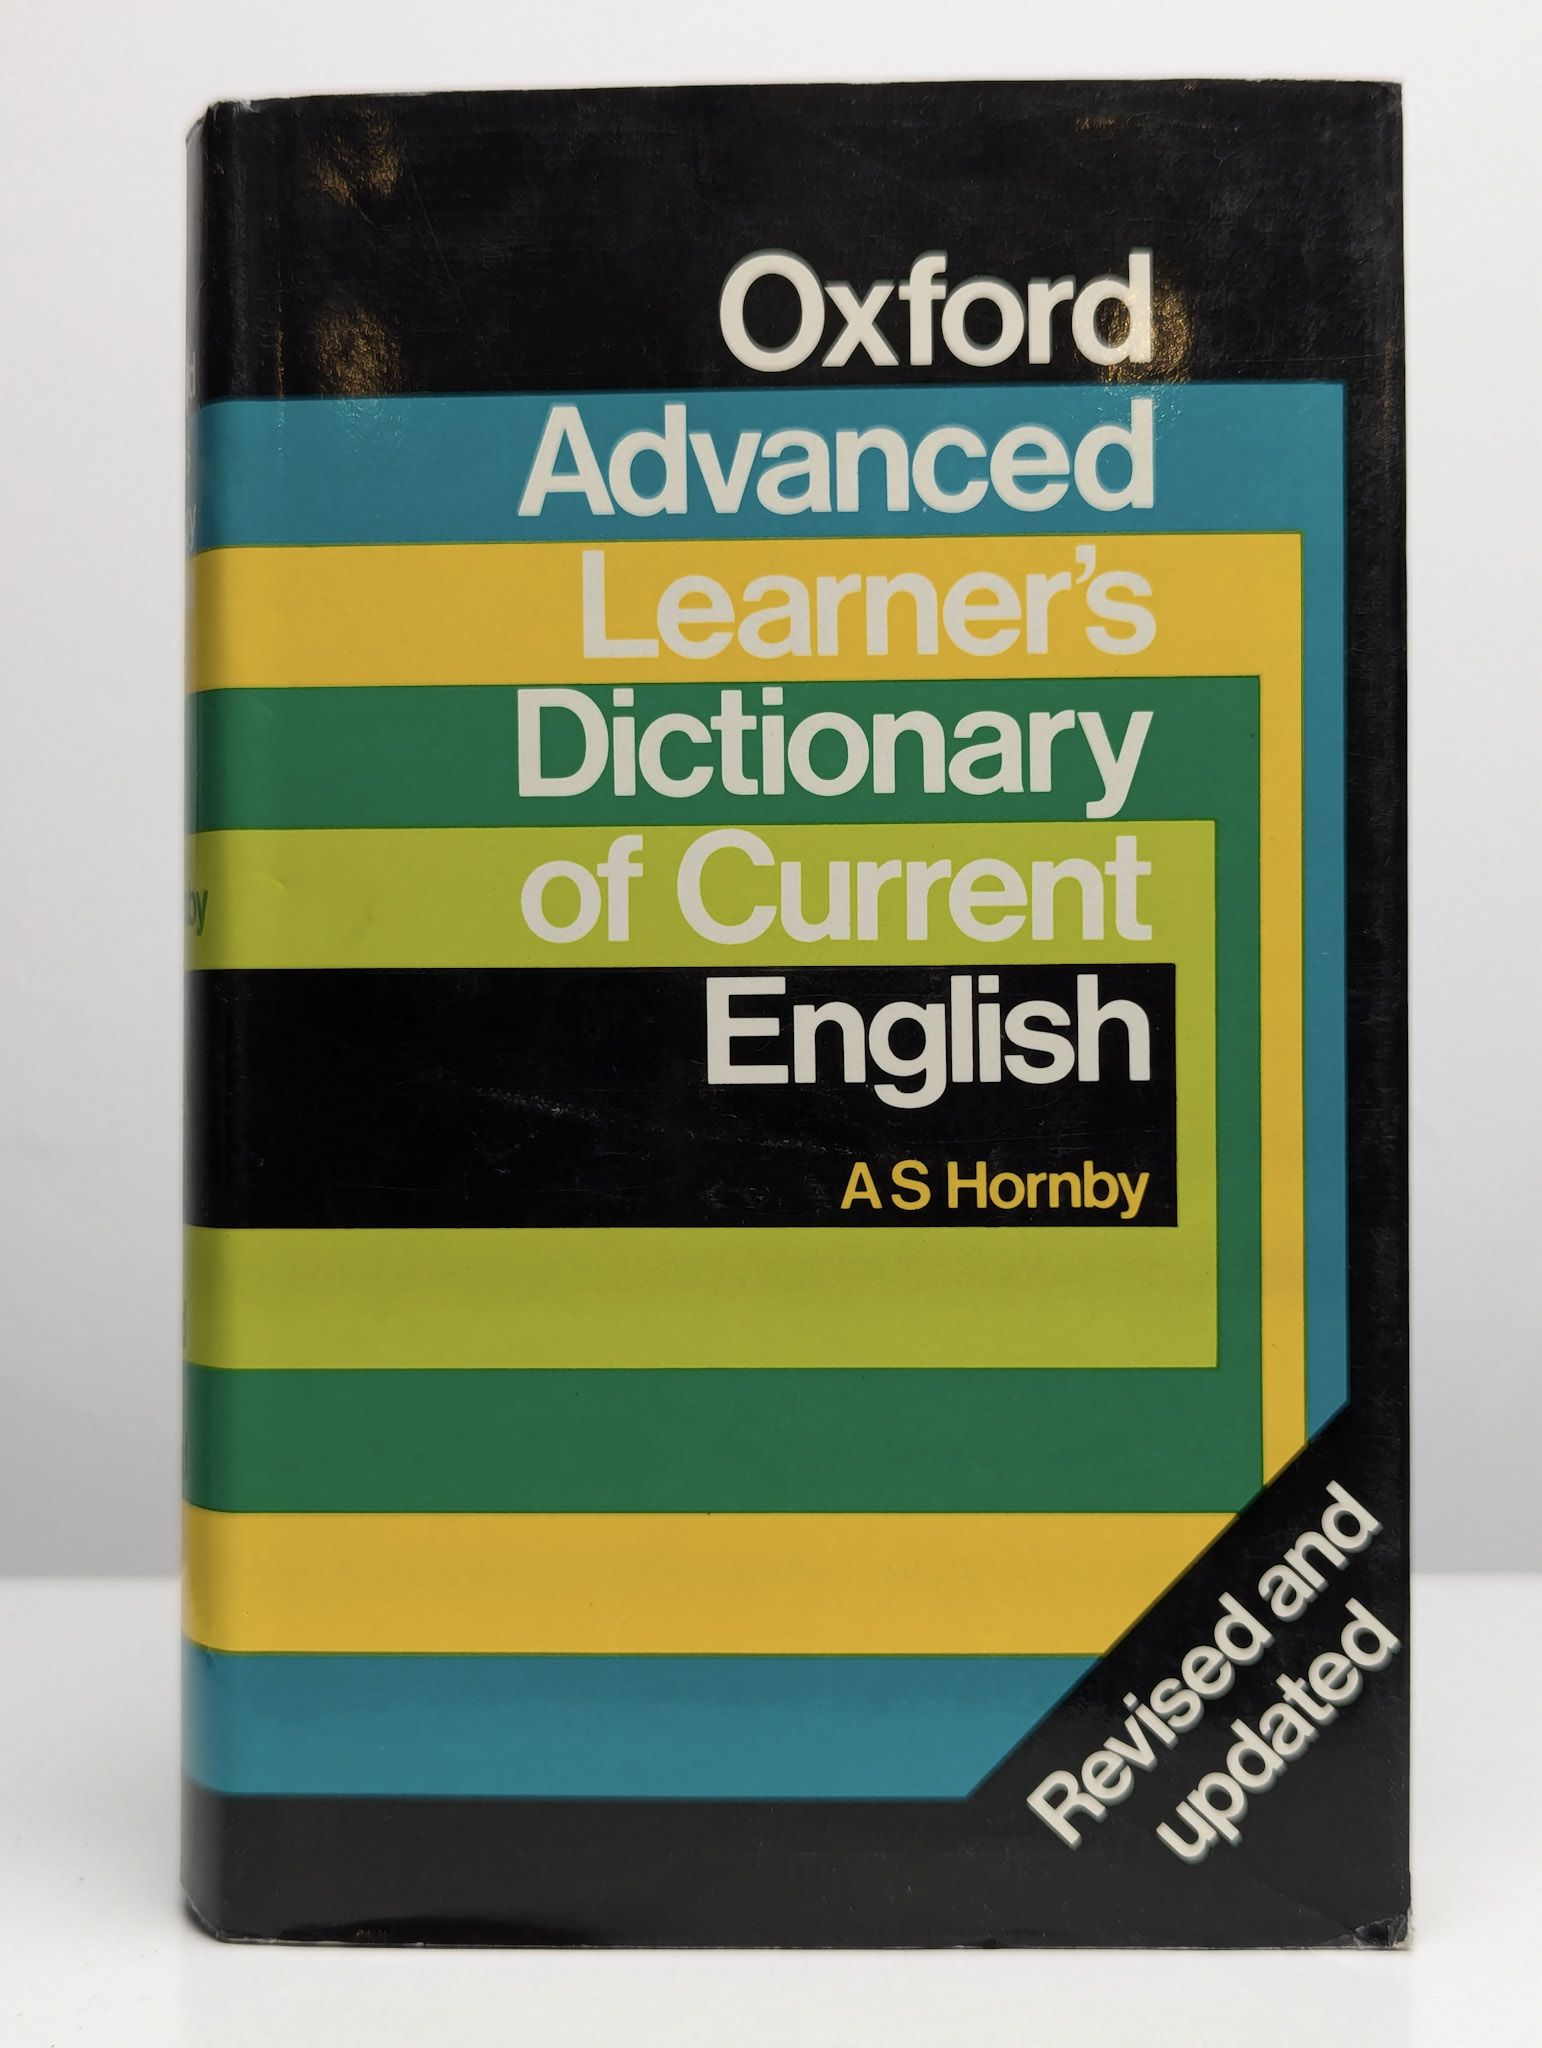 Oxford
Advanced
Learner's
Dictionary
of Current
English
A S Hornby
Revised and
updated